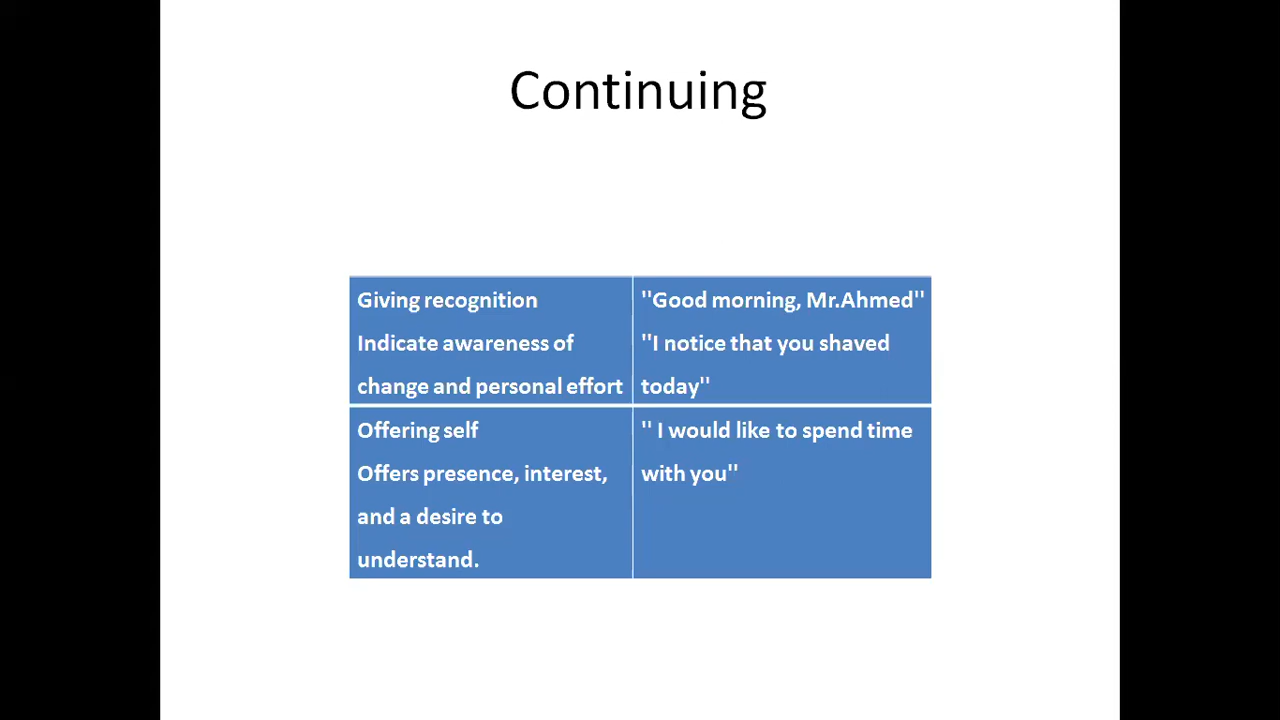 Continuing
Giving recognition
Indicate awareness of
change and personal effort
"Good morning, Mr.Ahmed"
"I notice that you shaved
today"
Offering self
Offers presence, interest,
and a desire to
understand.
" I would like to spend time
with you"